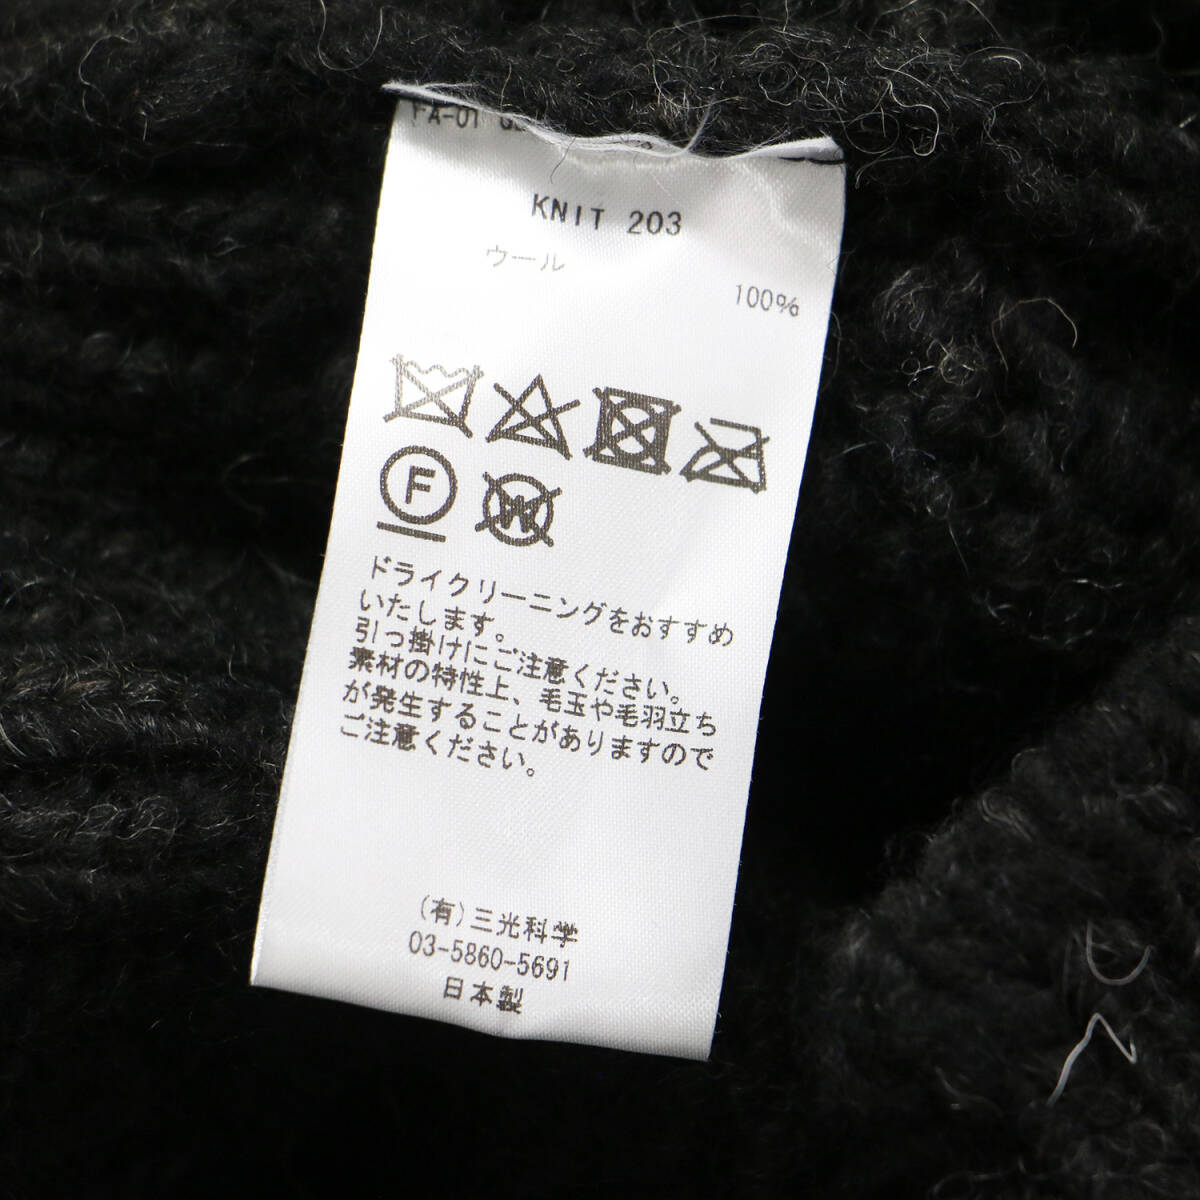 FA-01
KNIT 203
ウール
100%
F
W
ドライクリーニングをおすすめ
いたします。
引っ掛けにご注意ください。
素材の特性上、毛玉や毛羽立ち
が発生することがありますので
ご注意ください。
(有)三光科学
03-5860-5691
日本製